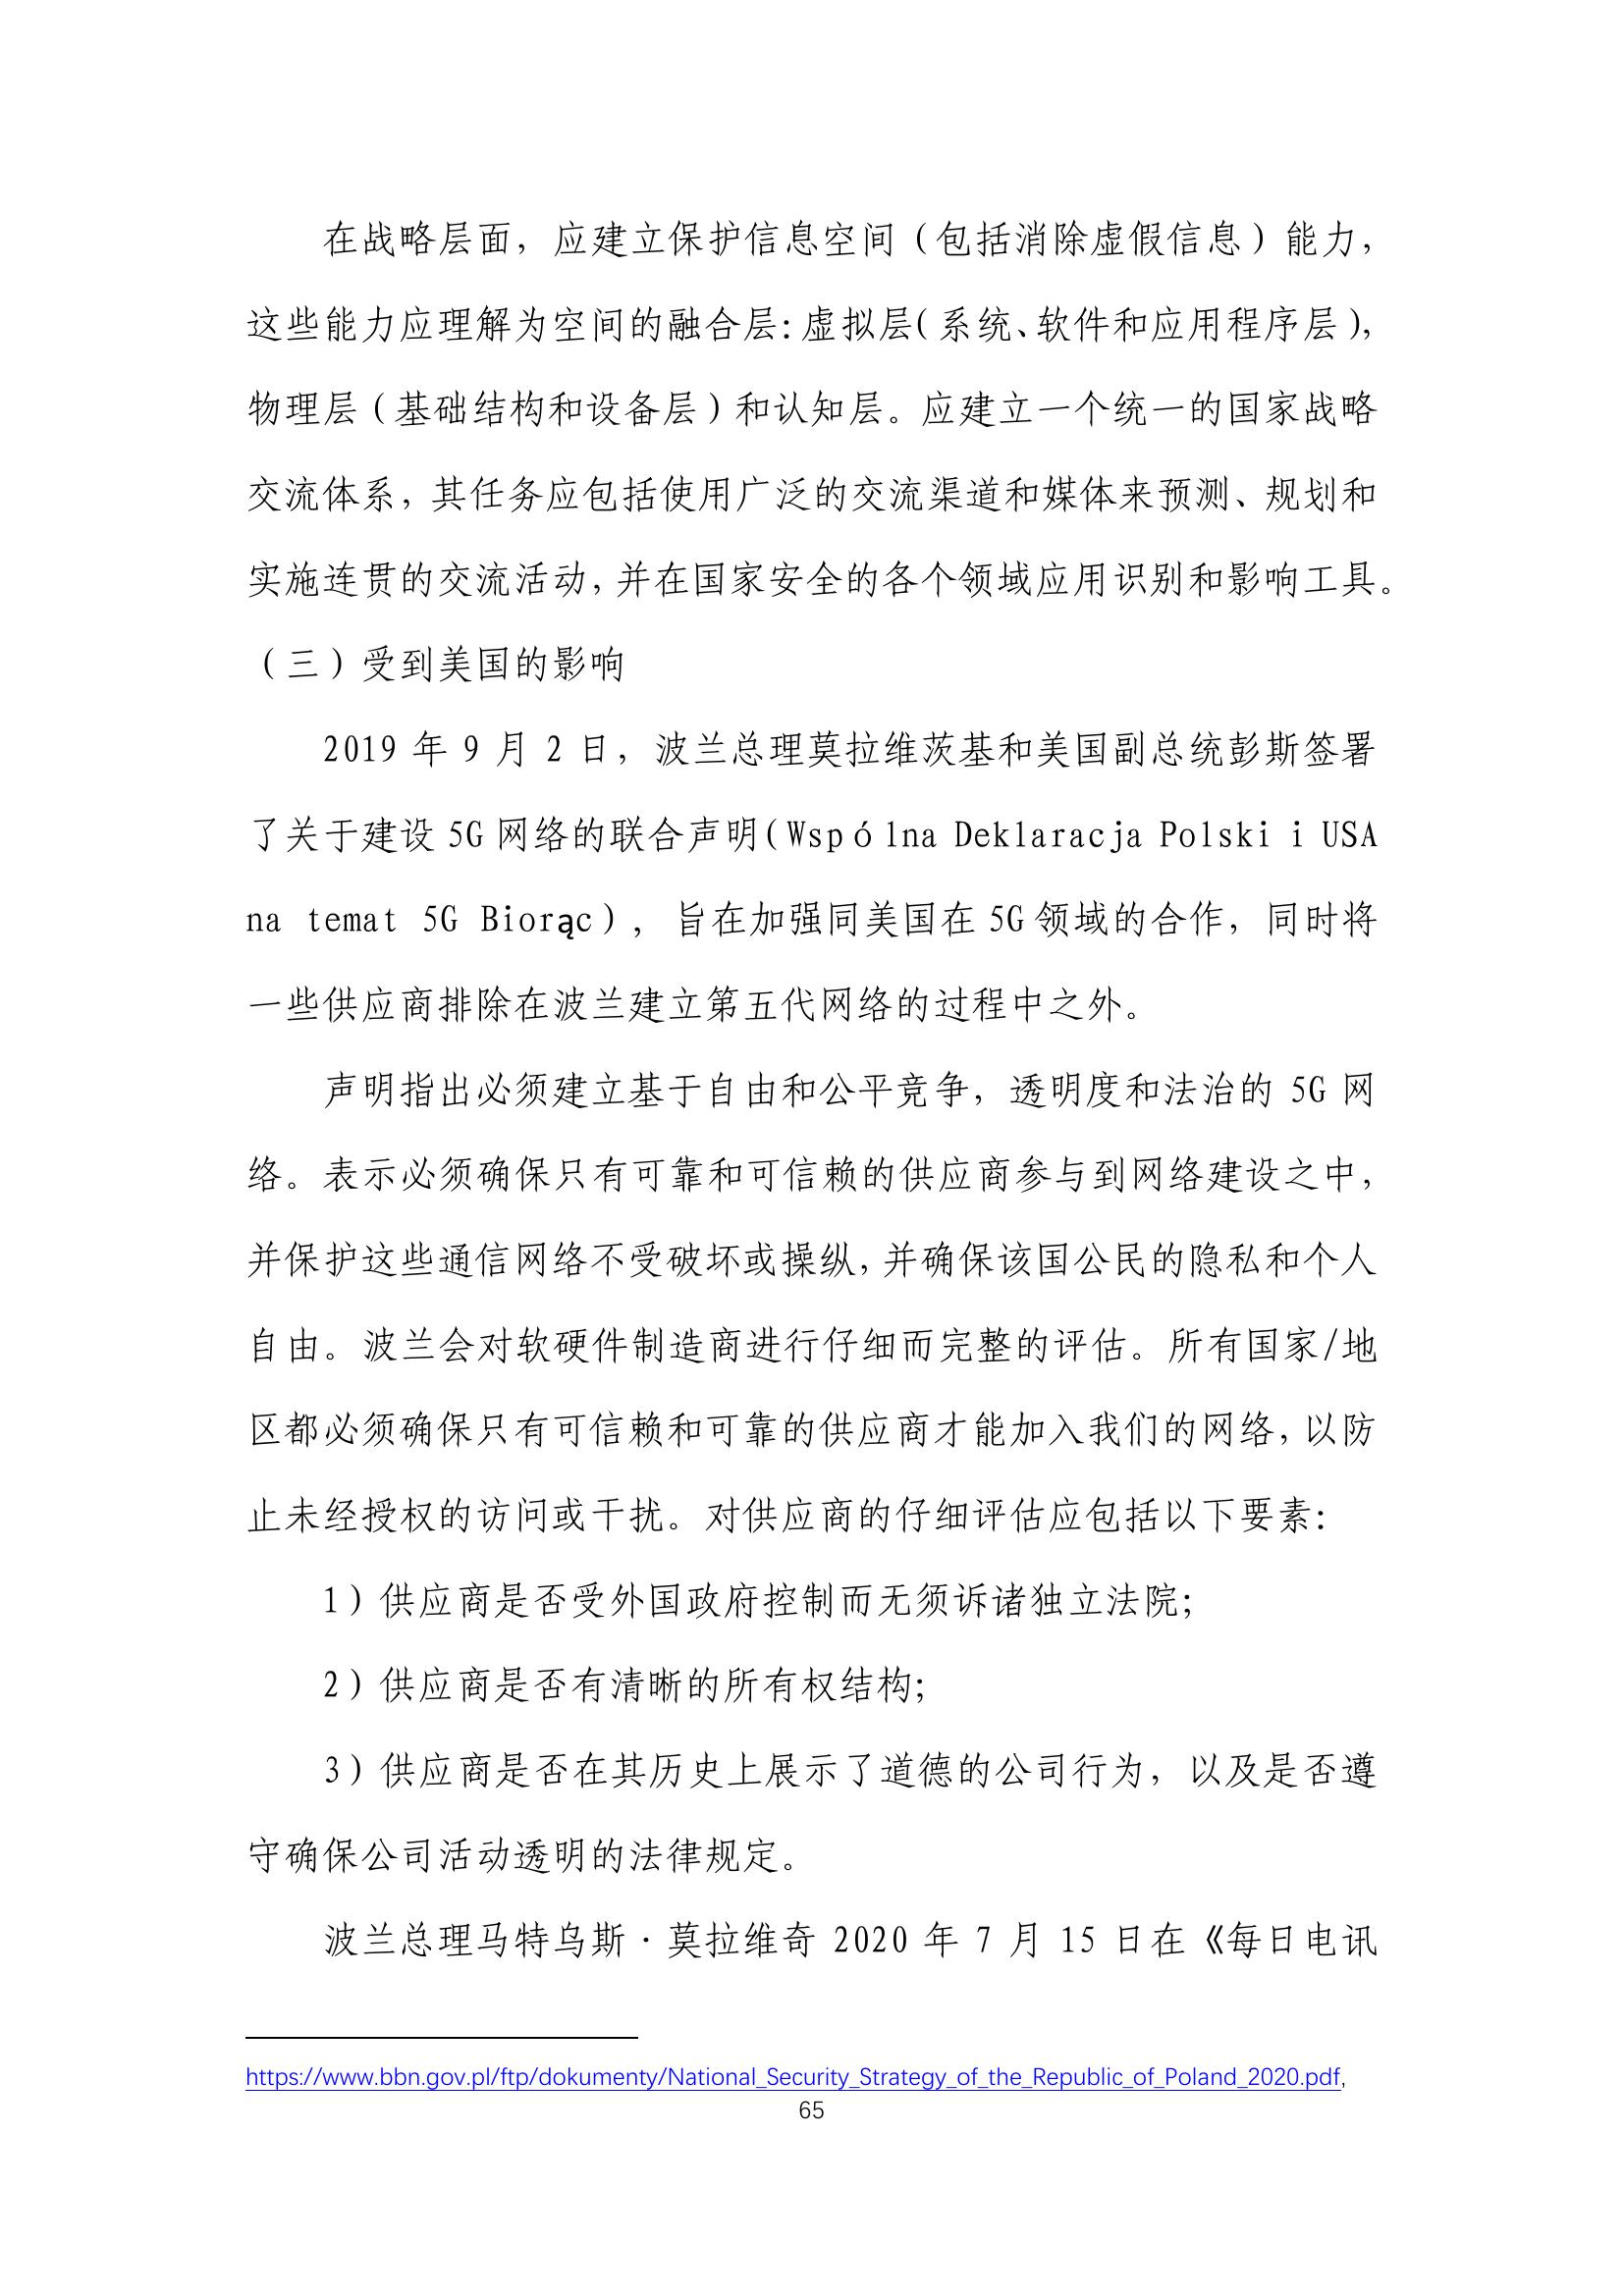 在战略层面，应建立保护信息空间（包括消除虚假信息）能力，
这些能力应理解为空间的融合层：虚拟层（系统、软件和应用程序层），
物理层（基础结构和设备层）和认知层。应建立一个统一的国家战略
交流体系，其任务应包括使用广泛的交流渠道和媒体来预测、规划和
实施连贯的交流活动，并在国家安全的各个领域应用识别和影响工具。
（三）受到美国的影响
2019 年 9 月 2 日，波兰总理莫拉维茨基和美国副总统彭斯签署
了关于建设 5G 网络的联合声明（Wspólna Deklaracja Polski i USA
na temat 5G Biorąc），旨在加强同美国在 5G 领域的合作，同时将
一些供应商排除在波兰建立第五代网络的过程中之外。
声明指出必须建立基于自由和公平竞争，透明度和法治的 5G 网
络。表示必须确保只有可靠和可信赖的供应商参与到网络建设之中，
并保护这些通信网络不受破坏或操纵，并确保该国公民的隐私和个人
自由。波兰会对软硬件制造商进行仔细而完整的评估。所有国家/地
区都必须确保只有可信赖和可靠的供应商才能加入我们的网络，以防
止未经授权的访问或干扰。对供应商的仔细评估应包括以下要素：
1）供应商是否受外国政府控制而无须诉诸独立法院；
2）供应商是否有清晰的所有权结构；
3）供应商是否在其历史上展示了道德的公司行为，以及是否遵
守确保公司活动透明的法律规定。
波兰总理马特乌斯·莫拉维奇 2020 年 7 月 15 日在《每日电讯
https://www.bbn.gov.pl/ftp/dokumenty/National_Security_Strategy_of_the_Republic_of_Poland_2020.pdf,
65